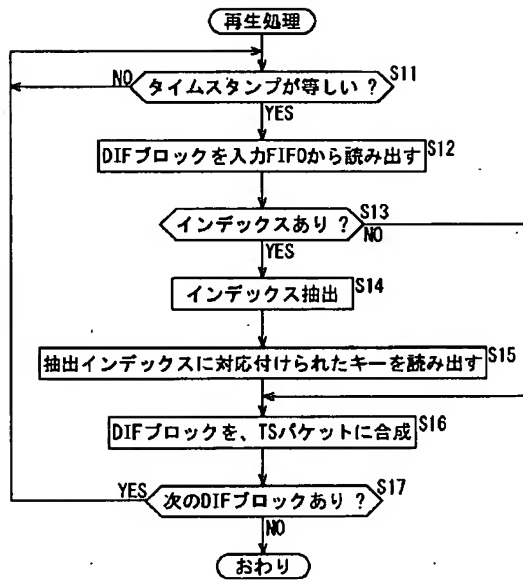 再生処理
NO タイムスタンプが等しい ? S11
YES
DIFブロックを入力FIFOから読み出す S12
インデックスあり ? S13
NO
YES
インデックス抽出 S14
抽出インデックスに対応付けられたキーを読み出す S15
DIFブロックを、TSパケットに合成 S16
YES 次のDIFブロックあり ? S17
NO
おわり